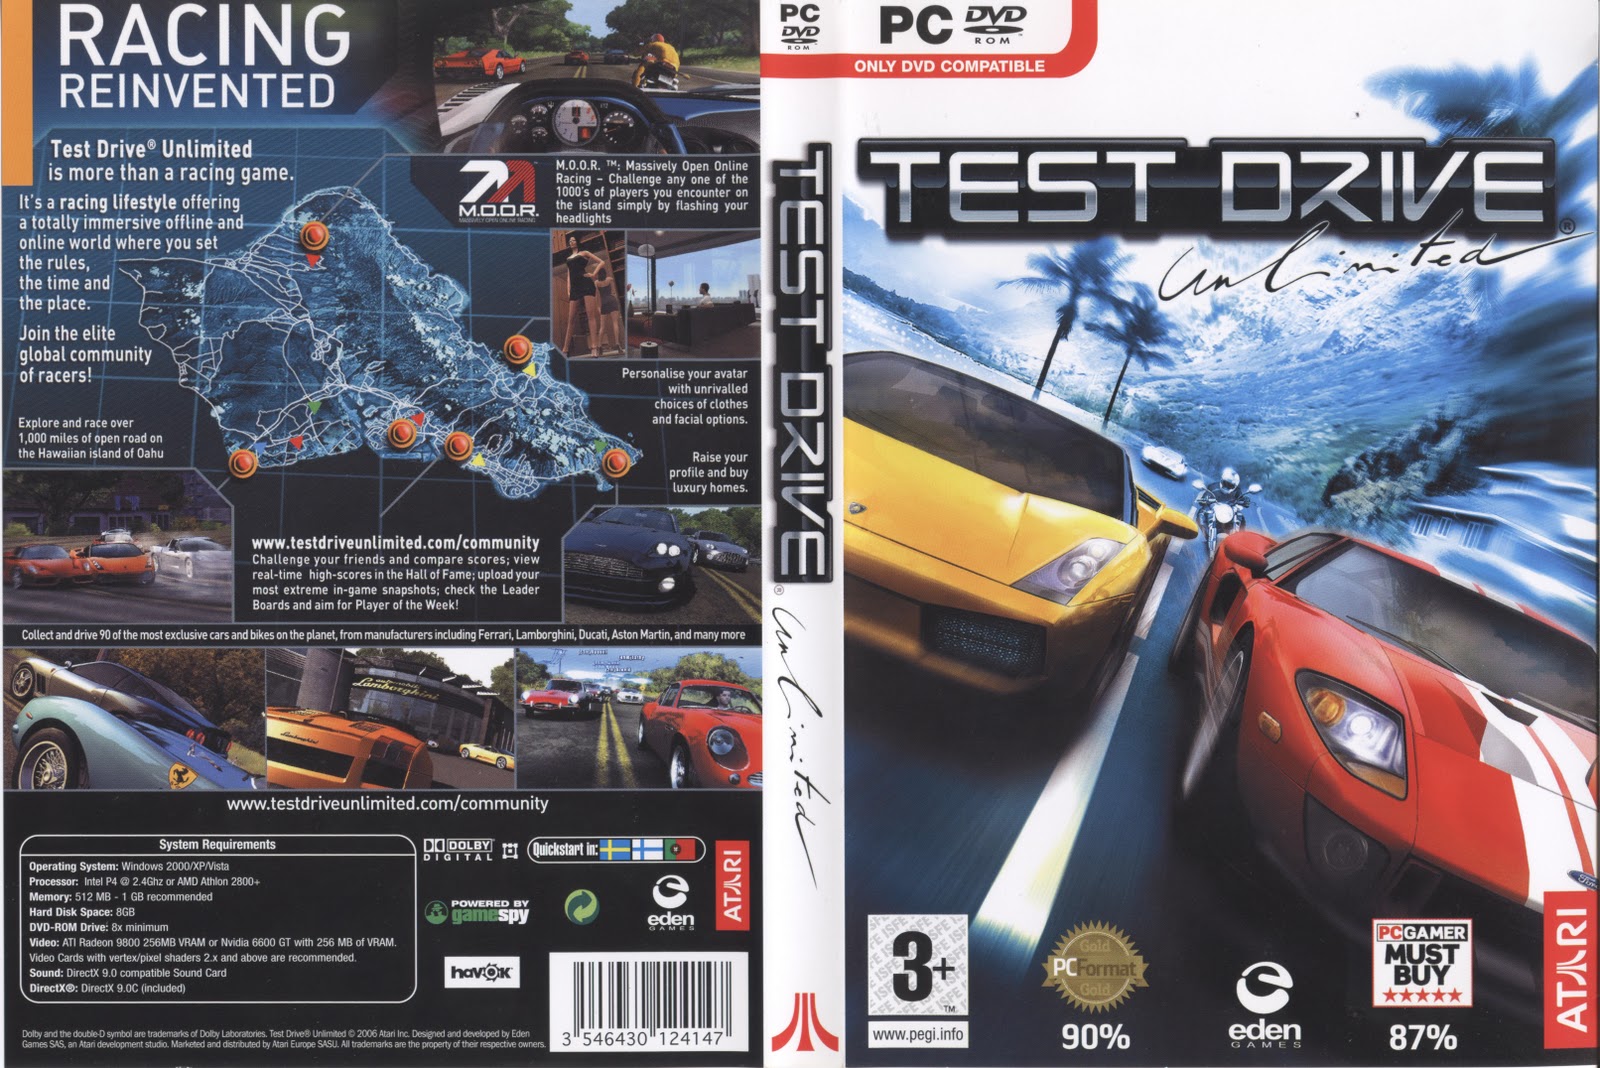 RACING
REINVENTED
Test Drive® Unlimited
is more than a racing game.
It's a racing lifestyle offering
a totally immersive offline and
online world where you set
the rules,
the time and
the place.
Join the elite
global community
of racers!
Explore and race over
1,000 miles of open road on
the Hawaiian island of Oahu
M.O.O.R.
MASSIVELY OPEN ONLINE RACING
M.O.O.R. ™: Massively Open Online
Racing – Challenge any one of the
1000's of players you encounter on
the island simply by flashing your
headlights
Personalise your avatar
with unrivalled
choices of clothes
and facial options.
Raise your
profile and buy
luxury homes.
www.testdriveunlimited.com/community
Challenge your friends and compare scores; view
real-time high-scores in the Hall of Fame; upload your
most extreme in-game snapshots; check the Leader
Boards and aim for Player of the Week!
Collect and drive 90 of the most exclusive cars and bikes on the planet, from manufacturers including Ferrari, Lamborghini, Ducati, Aston Martin, and many more
automobili
Lamborghini
Lamborghini
www.testdriveunlimited.com/community
System Requirements
Operating System: Windows 2000/XP/Vista
Processor: Intel P4 @ 2.4Ghz or AMD Athlon 2800+
Memory: 512 MB - 1 GB recommended
Hard Disk Space: 8GB
DVD-ROM Drive: 8x minimum
Video: ATI Radeon 9800 256MB VRAM or Nvidia 6600 GT with 256 MB of VRAM.
Video Cards with vertex/pixel shaders 2.x and above are recommended.
Sound: DirectX 9.0 compatible Sound Card
DirectX®: DirectX 9.0C (included)
DOLBY
DIGITAL
Quickstart in:
POWERED BY
gamespy
eden
GAMES
ATARI
havok
3 546430 124147
Dolby and the double-D symbol are trademarks of Dolby Laboratories. Test Drive® Unlimited © 2006 Atari Inc. Designed and developed by Eden
Games SAS, an Atari development studio. Marketed and distributed by Atari Europe SASU. All trademarks are the property of their respective owners.
PC
DVD
ROM
TEST DRIVE®
Unlimited
PC DVD
ROM
ONLY DVD COMPATIBLE
TEST DRIVE®
Unlimited
Ford
3+
ISFE
™
www.pegi.info
Gold
PCFormat
Gold
90%
eden
GAMES
PCGAMER
MUST
BUY
87%
ATARI